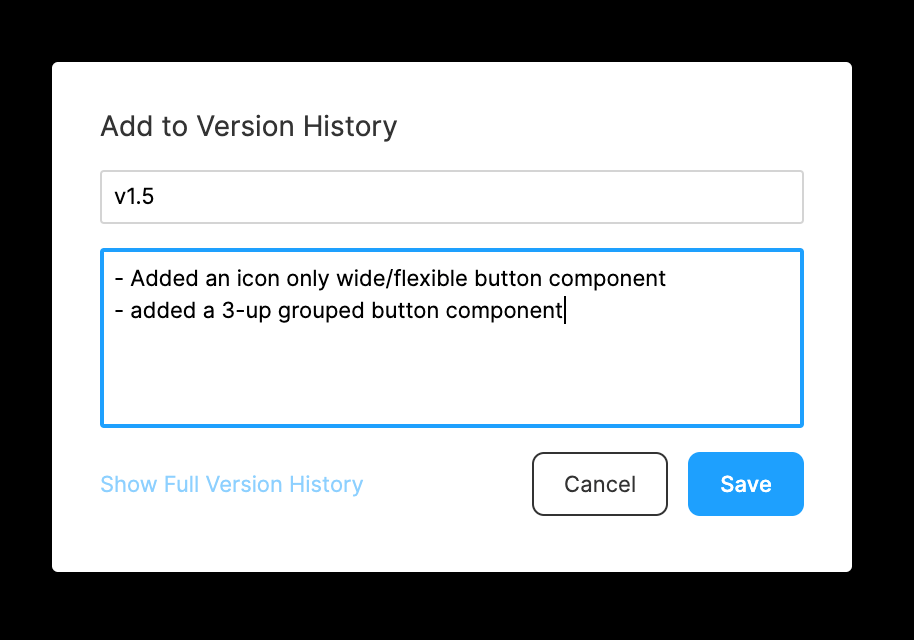 Add to Version History
v1.5
- Added an icon only wide/flexible button component
- added a 3-up grouped button component
Show Full Version History
Cancel
Save